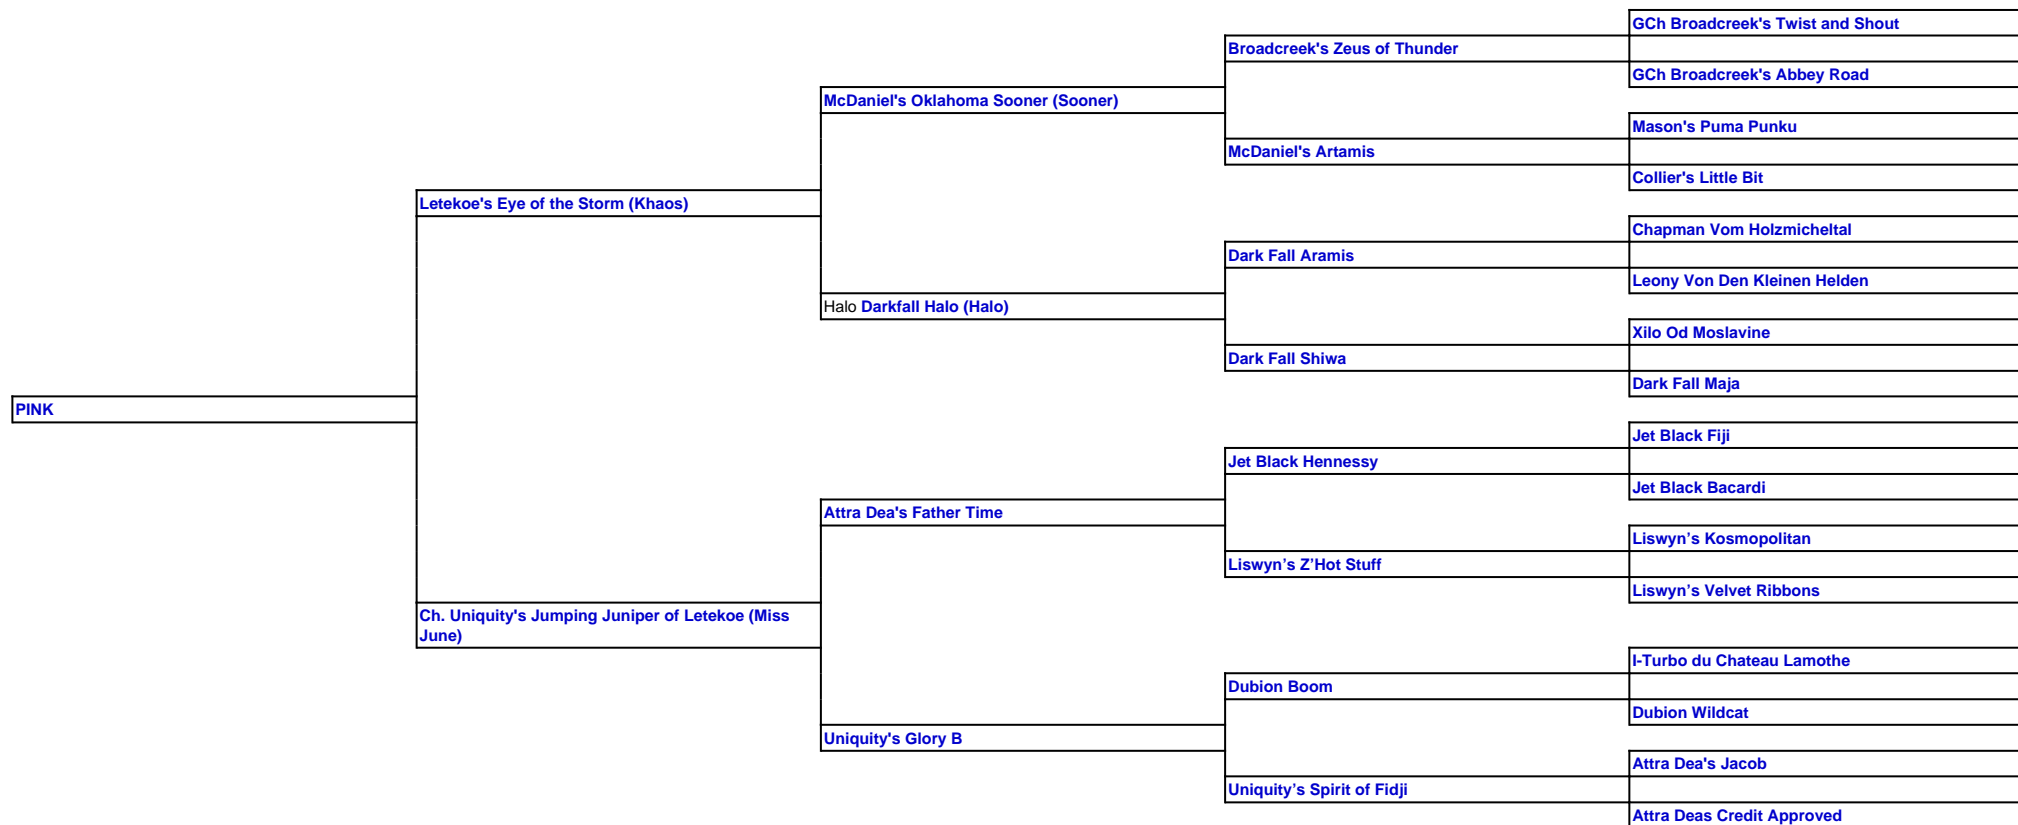 GCh Broadcreek's Twist and Shout
Broadcreek's Zeus of Thunder
GCh Broadcreek's Abbey Road
McDaniel's Oklahoma Sooner (Sooner)
Mason's Puma Punku
McDaniel's Artamis
Collier's Little Bit
Letekoe's Eye of the Storm (Khaos)
Chapman Vom Holzmicheltal
Dark Fall Aramis
Leony Von Den Kleinen Helden
Halo Darkfall Halo (Halo)
Xilo Od Moslavine
Dark Fall Shiwa
Dark Fall Maja
PINK
Jet Black Fiji
Jet Black Hennessy
Jet Black Bacardi
Attra Dea's Father Time
Liswyn’s Kosmopolitan
Liswyn’s Z’Hot Stuff
Liswyn’s Velvet Ribbons
Ch. Uniquity's Jumping Juniper of Letekoe (Miss
June)
I-Turbo du Chateau Lamothe
Dubion Boom
Dubion Wildcat
Uniquity's Glory B
Attra Dea's Jacob
Uniquity’s Spirit of Fidji
Attra Deas Credit Approved